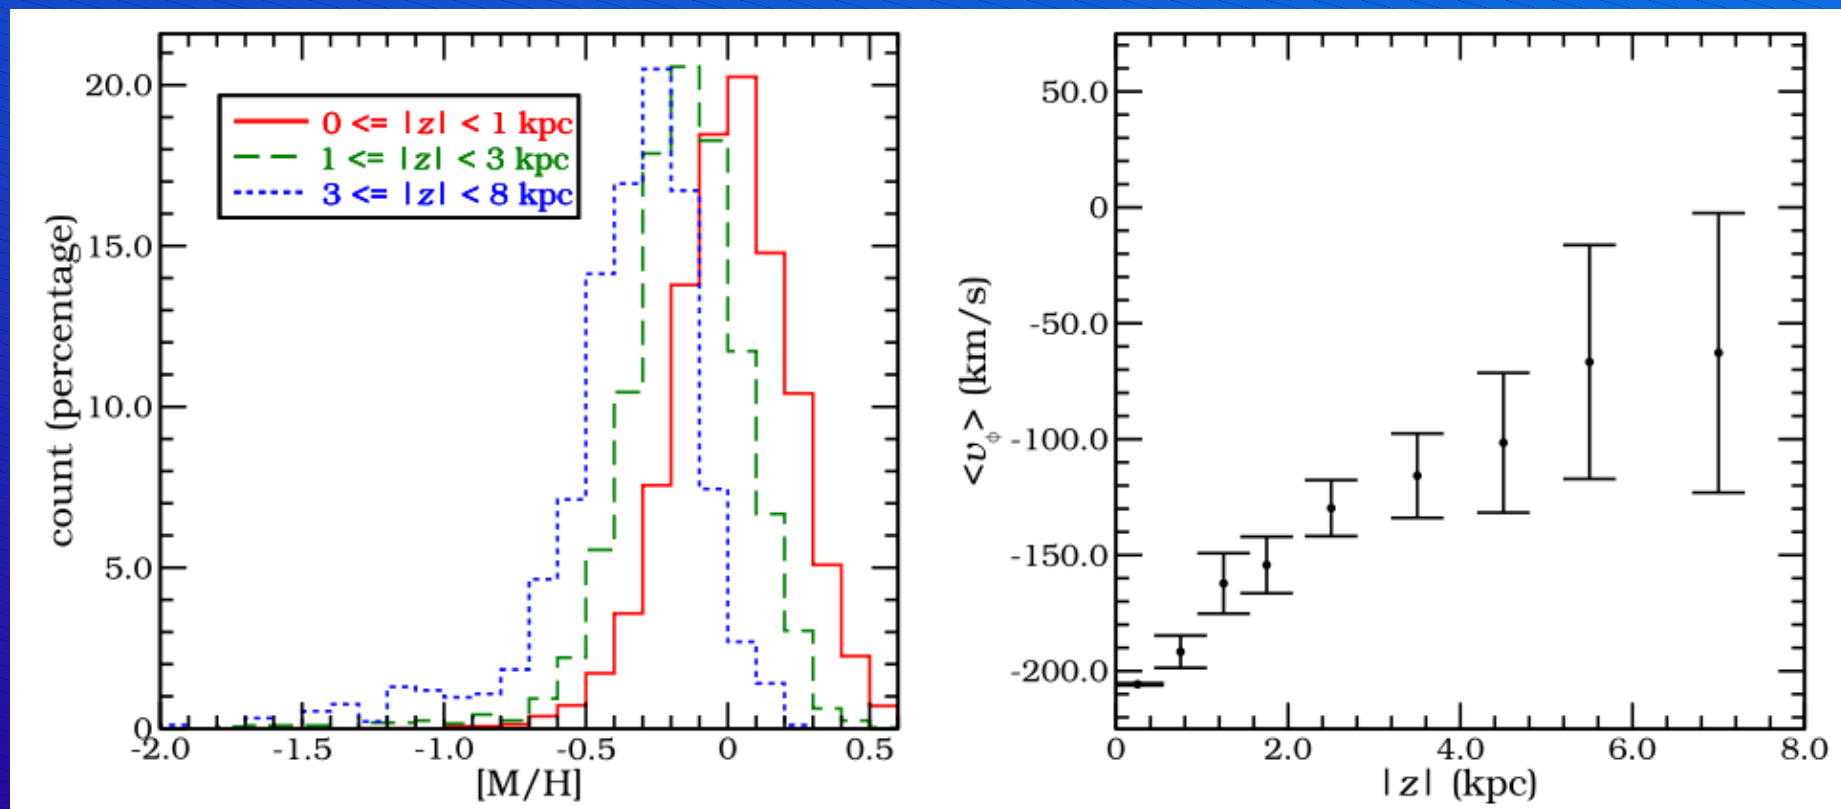 20.0
15.0
10.0
5.0
0
count (percentage)
0 <= |z| < 1 kpc
1 <= |z| < 3 kpc
3 <= |z| < 8 kpc
-2.0 -1.5 -1.0 -0.5 0 0.5
[M/H]
50.0
0
-50.0
-100.0
-150.0
-200.0
<vϕ> (km/s)
0 2.0 4.0 6.0 8.0
|z| (kpc)